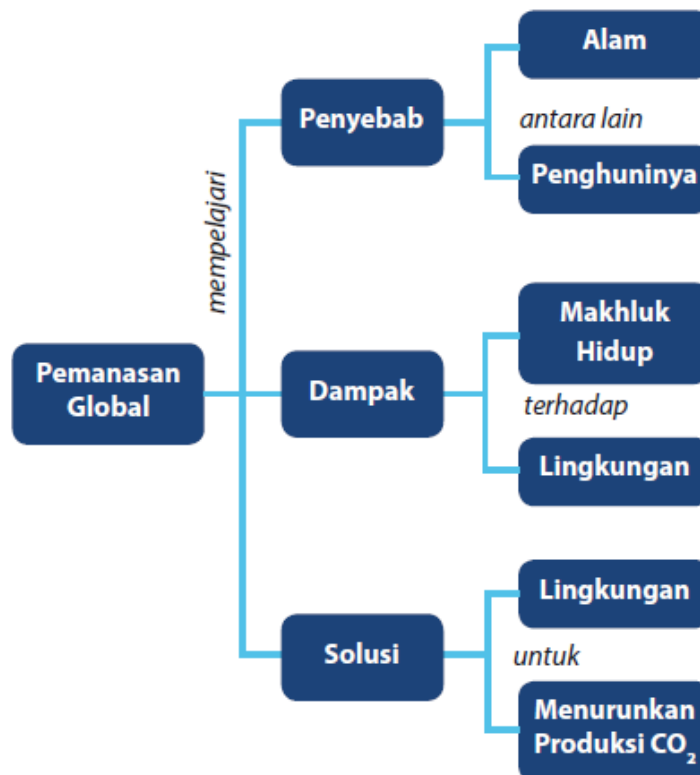 Pemanasan
Global
mempelajari
Penyebab
antara lain
Alam
Penghuninya
Dampak
terhadap
Makhluk
Hidup
Lingkungan
Solusi
untuk
Lingkungan
Menurunkan
Produksi CO₂